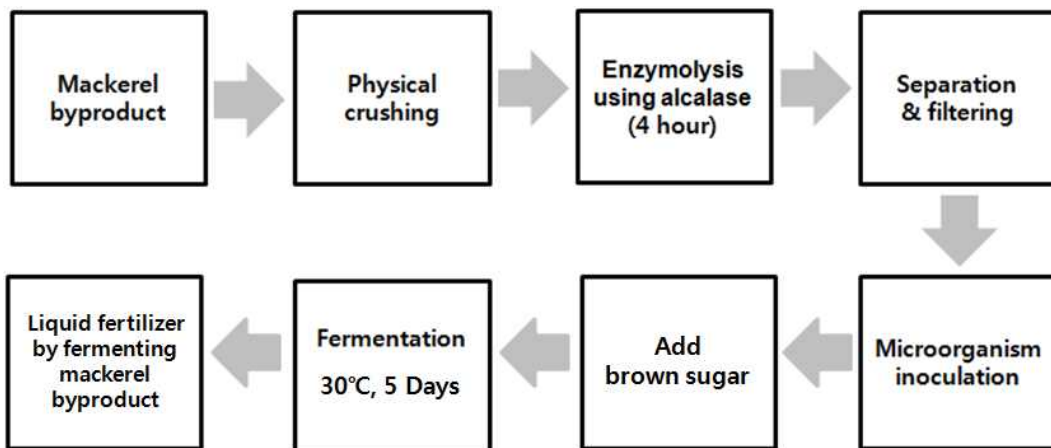 Mackerel
byproduct
Physical
crushing
Enzymolysis
using alcalase
(4 hour)
Separation
& filtering
Microorganism
inoculation
Add
brown sugar
Fermentation
30℃, 5 Days
Liquid fertilizer
by fermenting
mackerel
byproduct